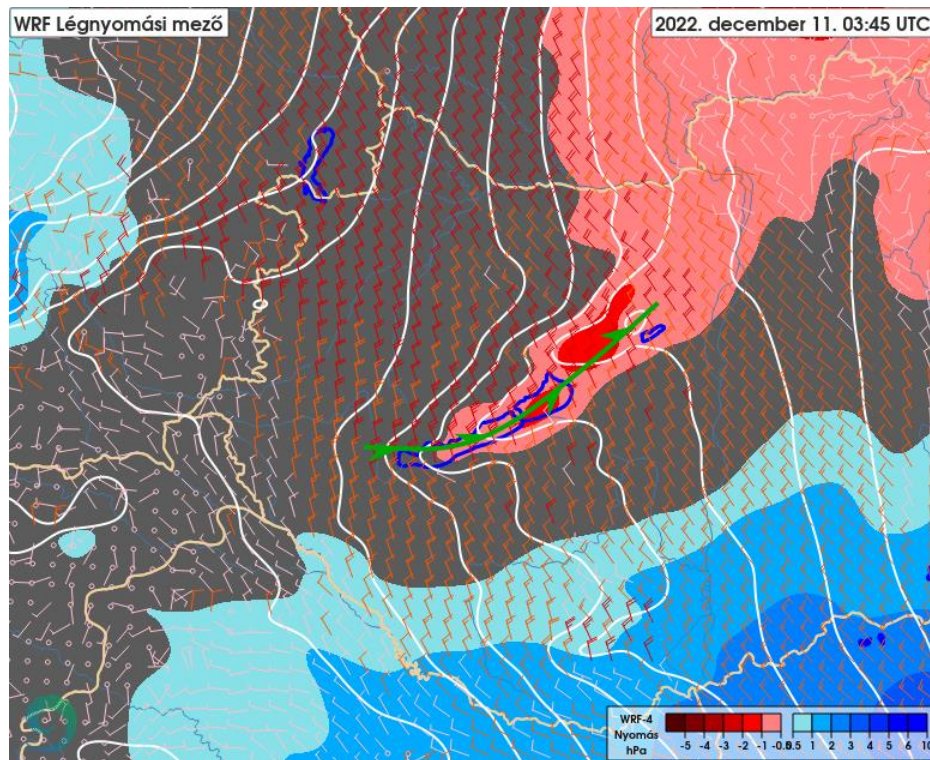 WRF Légnyomási mező
2022. december 11. 03:45 UTC
WRF-4
Nyomás
hPa
-5 -4 -3 -2 -1 -0.5 0.5 1 2 3 4 5 6 10